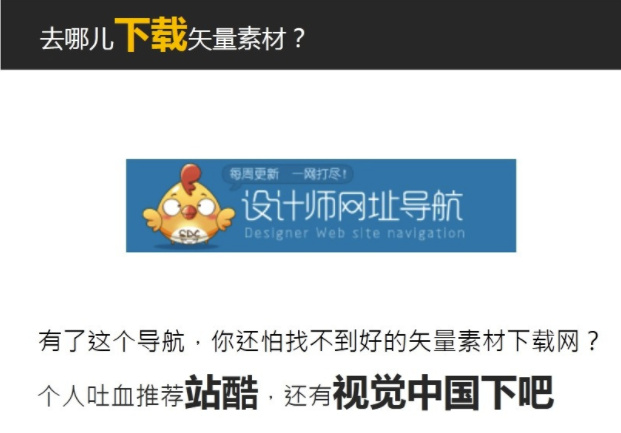 去哪儿下载矢量素材？
每周更新 一网打尽！
设计师网址导航
Designer Web site navigation
SDC
有了这个导航，你还怕找不到好的矢量素材下载网？
个人吐血推荐站酷，还有视觉中国下吧